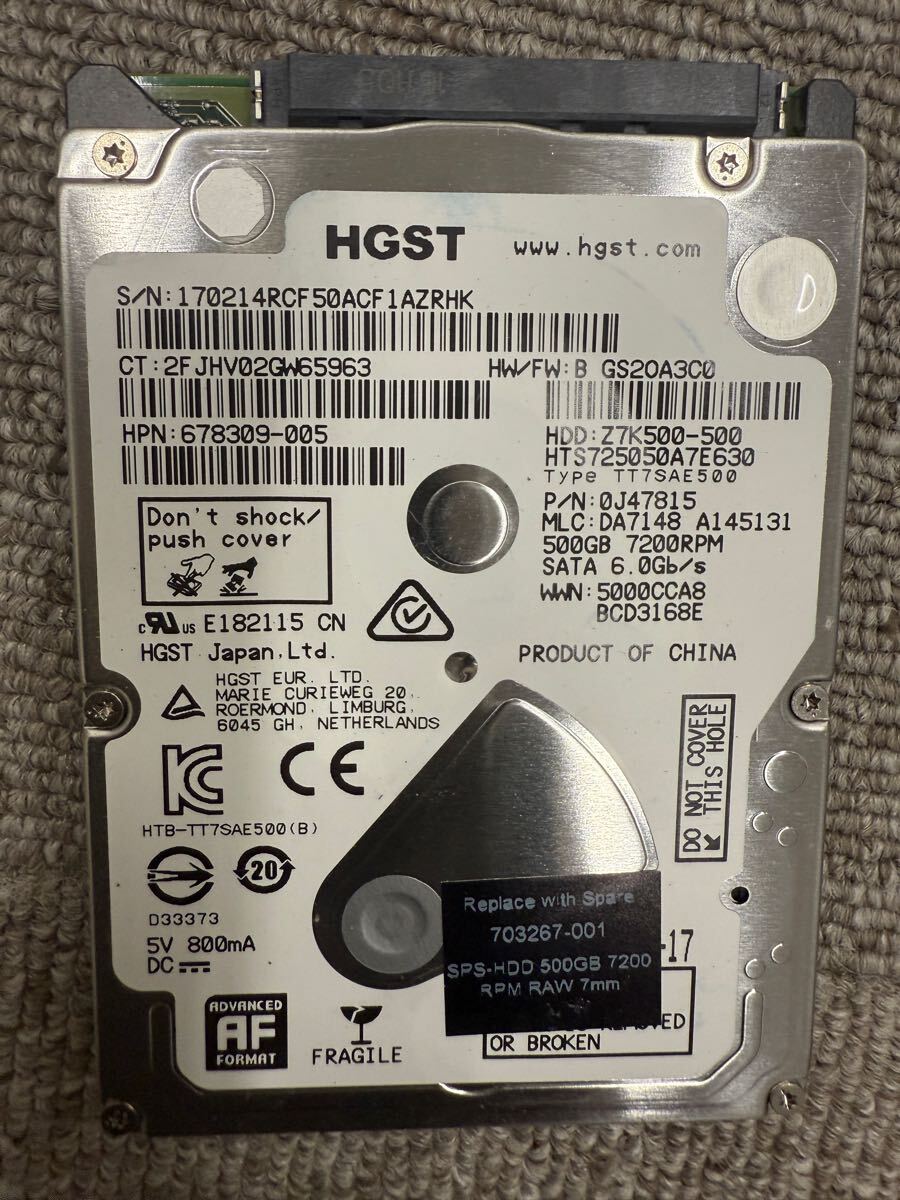 HGST www.hgst.com
S/N:170214RCF50ACF1AZRHK
CT:2FJHV02GW65963 HW/FW:B GS2OA3C0
HPN:678309-005
HDD:Z7K500-500
HTS725050A7E630
Type TT7SAE500
P/N:0J47815
MLC:DA7148 A145131
500GB 7200RPM
SATA 6.0Gb/s
WWN:5000CCA8
BCD3168E
Don't shock/
push cover
c UR us E182115 CN
HGST Japan,Ltd.
PRODUCT OF CHINA
HGST EUR. LTD.
MARIE CURIEWEG 20,
ROERMOND, LIMBURG,
6045 GH, NETHERLANDS
DO NOT COVER
THIS HOLE
KC CE
HTB-TT7SAE500(B)
20
D33373
5V 800mA
DC
Replace with Spare
703267-001
SPS-HDD 500GB 7200
RPM RAW 7mm
-17
OR BROKEN
ADVANCED
AF
FORMAT
FRAGILE